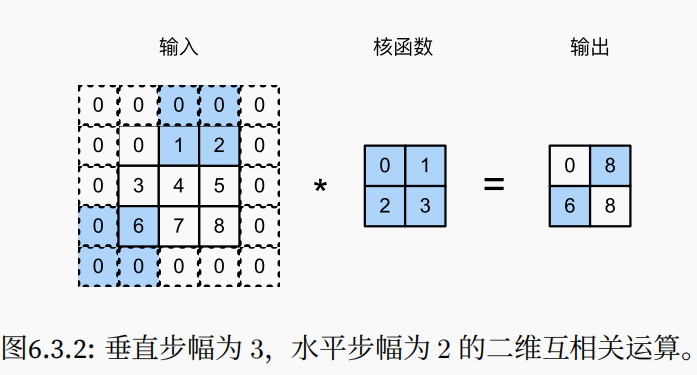 输入 核函数 输出
0 0 0 0 0
0 0 1 2 0 0 1 0 8
0 3 4 5 0 * 2 3 = 6 8
0 6 7 8 0
0 0 0 0 0
图6.3.2: 垂直步幅为 3，水平步幅为 2 的二维互相关运算。